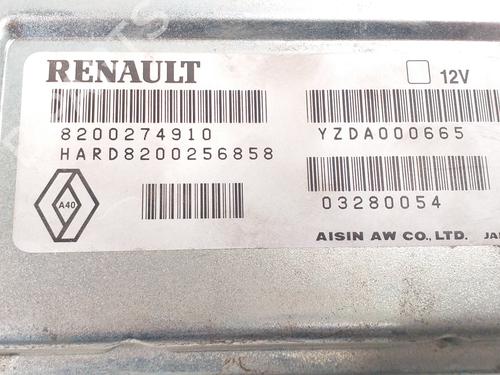 RENAULT
12V
8200274910
YZDA000665
HARD8200256858
A40
03280054
AISIN AW CO., LTD.